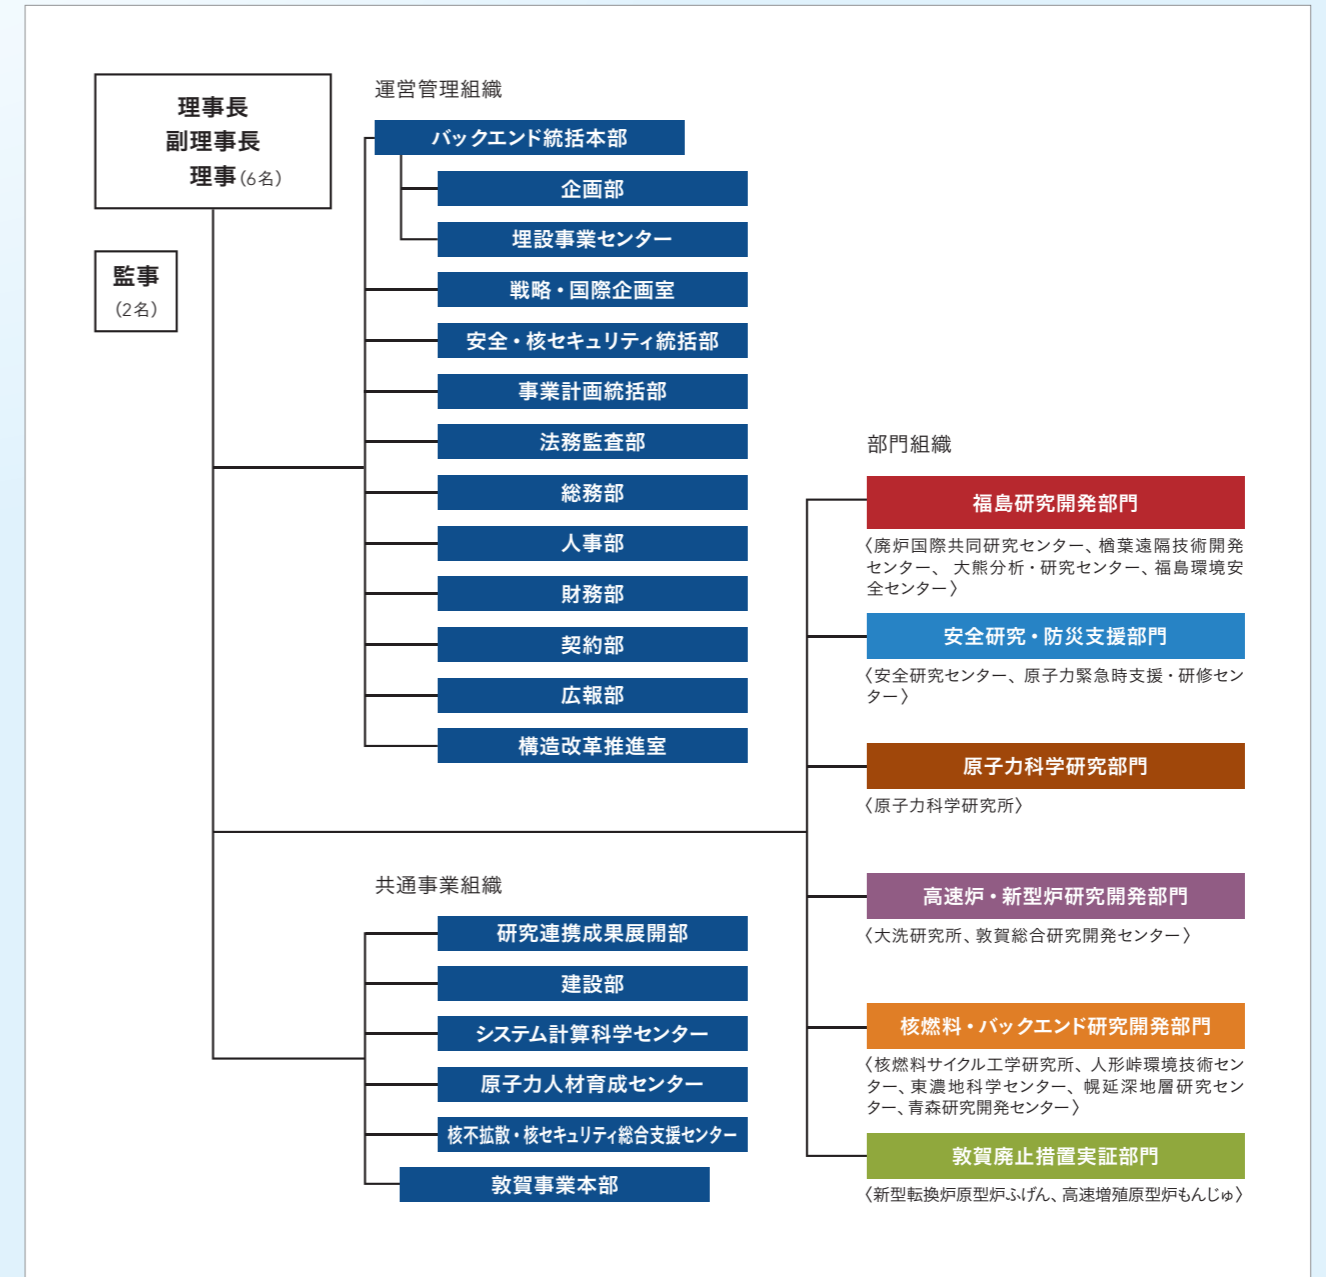 理事長
副理事長
理事(6名)
監事
(2名)
運営管理組織
バックエンド統括本部
企画部
埋設事業センター
戦略・国際企画室
安全・核セキュリティ統括部
事業計画統括部
法務監査部
総務部
人事部
財務部
契約部
広報部
構造改革推進室
共通事業組織
研究連携成果展開部
建設部
システム計算科学センター
原子力人材育成センター
核不拡散・核セキュリティ総合支援センター
敦賀事業本部
部門組織
福島研究開発部門
〈廃炉国際共同研究センター、楢葉遠隔技術開発
センター、 大熊分析・研究センター、福島環境安
全センター〉
安全研究・防災支援部門
〈安全研究センター、原子力緊急時支援・研修セン
ター〉
原子力科学研究部門
〈原子力科学研究所〉
高速炉・新型炉研究開発部門
〈大洗研究所、敦賀総合研究開発センター〉
核燃料・バックエンド研究開発部門
〈核燃料サイクル工学研究所、人形峠環境技術セン
ター、東濃地科学センター、幌延深地層研究セン
ター、青森研究開発センター〉
敦賀廃止措置実証部門
〈新型転換炉原型炉ふげん、高速増殖原型炉もんじゅ〉